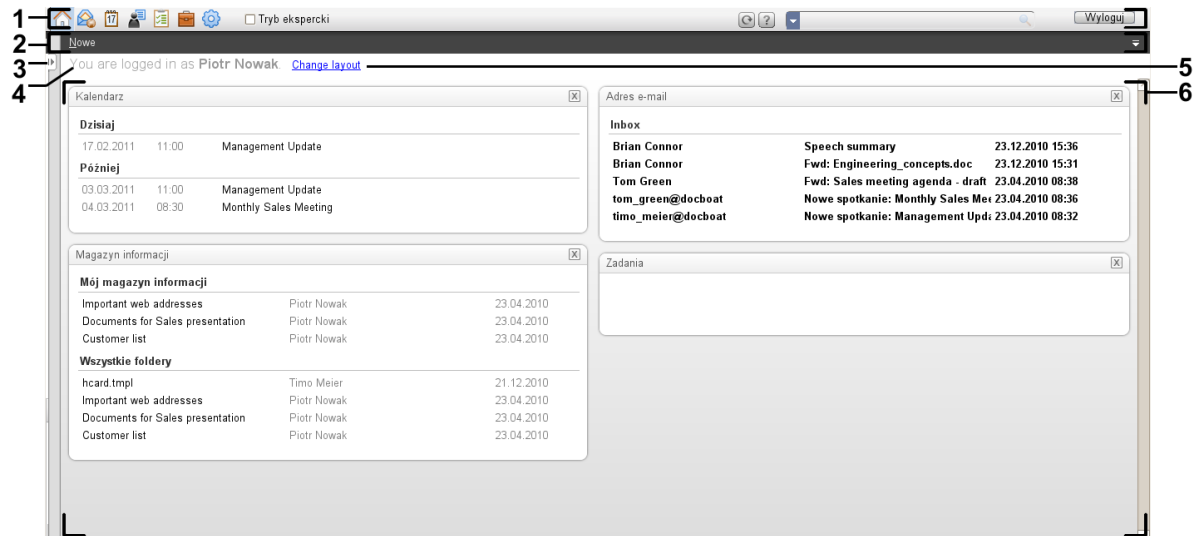 1 17 Tryb ekspercki ? Wyloguj
2 Nowe
3
4 You are logged in as Piotr Nowak. Change layout 5
6
Kalendarz X
Dzisiaj
17.02.2011 11:00 Management Update
Później
03.03.2011 11:00 Management Update
04.03.2011 08:30 Monthly Sales Meeting
Magazyn informacji X
Mój magazyn informacji
Important web addresses Piotr Nowak 23.04.2010
Documents for Sales presentation Piotr Nowak 23.04.2010
Customer list Piotr Nowak 23.04.2010
Wszystkie foldery
hcard.tmpl Timo Meier 21.12.2010
Important web addresses Piotr Nowak 23.04.2010
Documents for Sales presentation Piotr Nowak 23.04.2010
Customer list Piotr Nowak 23.04.2010
Adres e-mail X
Inbox
Brian Connor Speech summary 23.12.2010 15:36
Brian Connor Fwd: Engineering_concepts.doc 23.12.2010 15:31
Tom Green Fwd: Sales meeting agenda - draft 23.04.2010 08:38
tom_green@docboat Nowe spotkanie: Monthly Sales Mee 23.04.2010 08:36
timo_meier@docboat Nowe spotkanie: Management Upda 23.04.2010 08:32
Zadania X